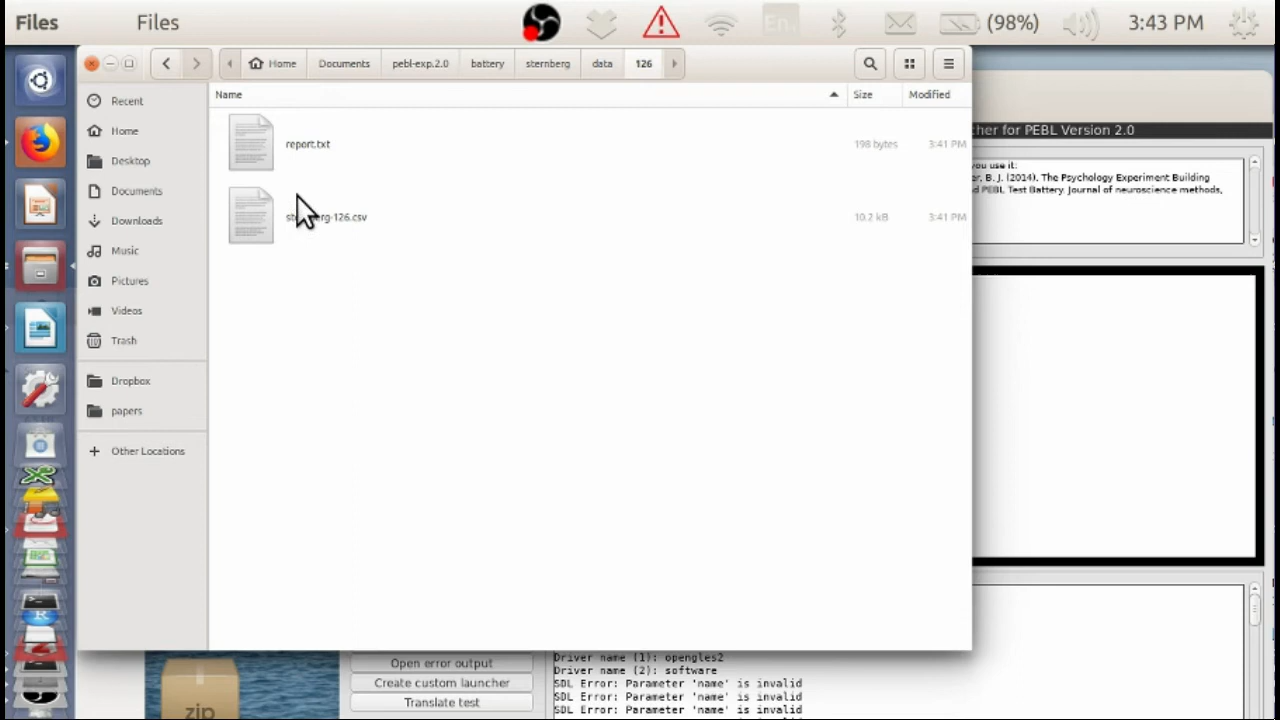 Files
Files
En
(98%)
3:43 PM
Home
Documents
pebl-exp.2.0
battery
sternberg
data
126
Name
Size
Modified
Recent
Home
Desktop
Documents
Downloads
Music
Pictures
Videos
Trash
Dropbox
papers
Other Locations
report.txt
198 bytes
3:41 PM
10.2 kB
3:41 PM
cher for PEBL Version 2.0
you use it:
r, B. J. (2014). The Psychology Experiment Building
PEBL Test Battery. Journal of neuroscience methods,
Open error output
Create custom launcher
Translate test
zip
Driver name (1): opengles2
Driver name (2): software
SDL Error: Parameter 'name' is invalid
SDL Error: Parameter 'name' is invalid
SDL Error: Parameter 'name' is invalid